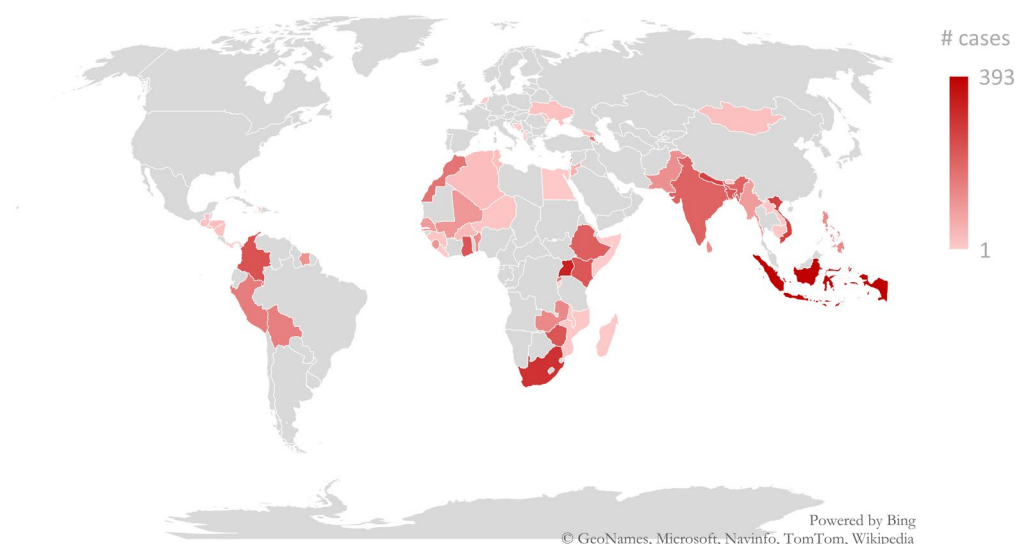 # cases
393
1
Powered by Bing
© GeoNames, Microsoft, Navinfo, TomTom, Wikipedia